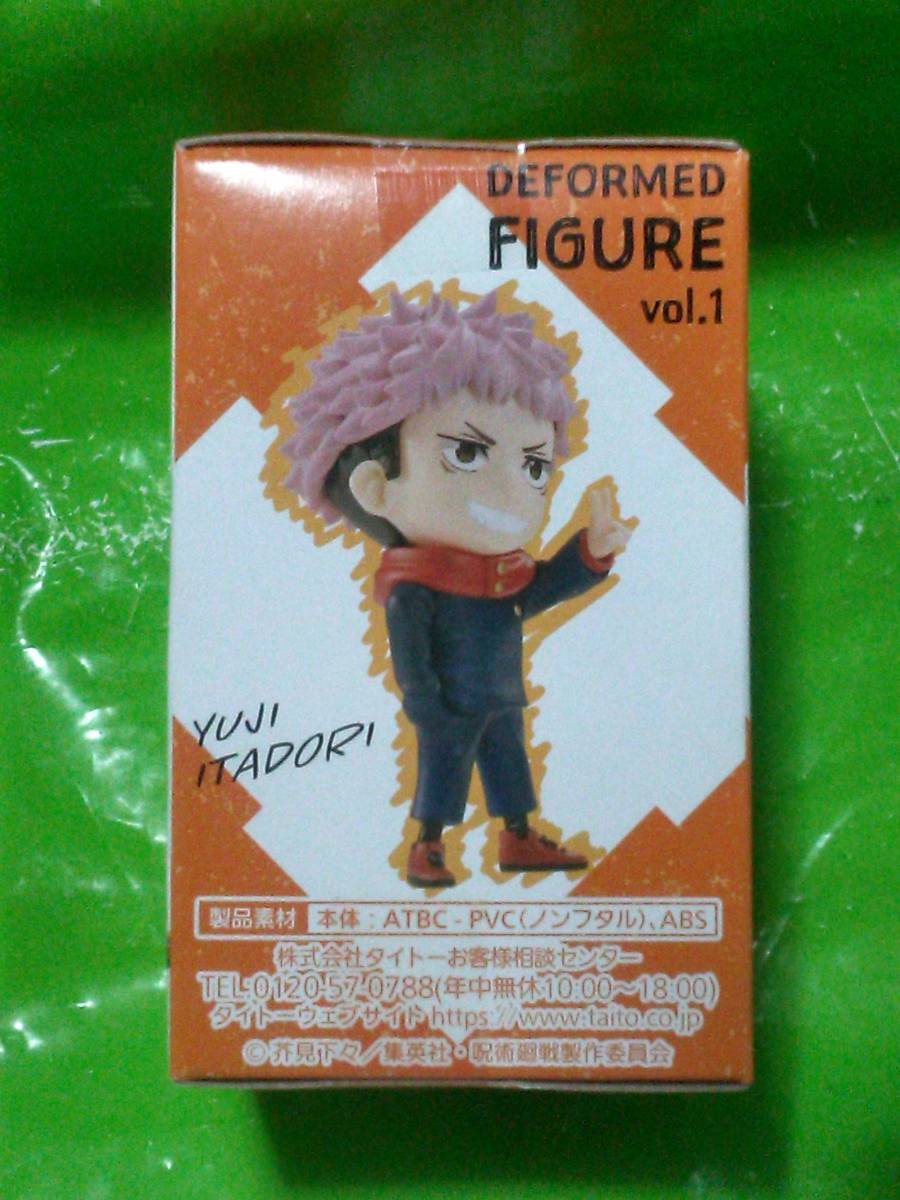 DEFORMED
FIGURE
vol.1
YUJI
ITADORI
製品素材 本体：ATBC-PVC(ノンフタル)、ABS
株式会社タイトーお客様相談センター
TEL:0120-57-0788(年中無休10:00〜18:00)
タイトーウェブサイト https://www.taito.co.jp
©芥見下々／集英社・呪術廻戦製作委員会